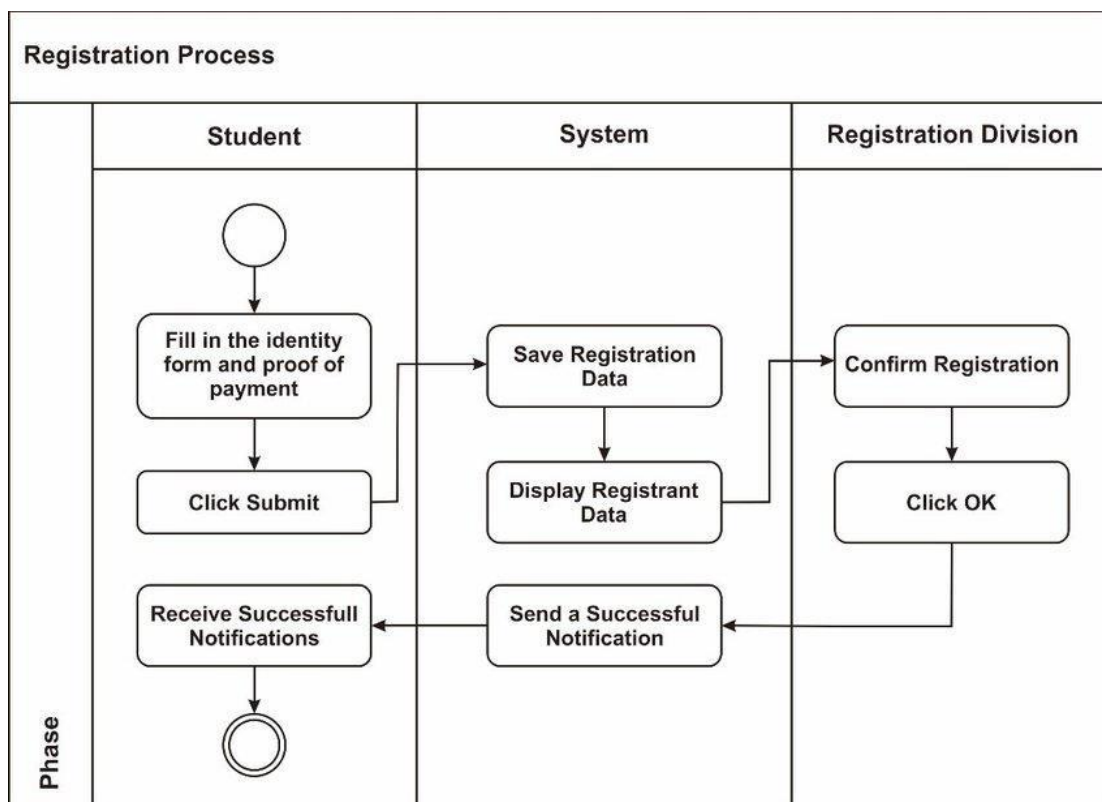 Registration Process
Student
System
Registration Division
Phase
Fill in the identity
form and proof of
payment
Click Submit
Save Registration
Data
Display Registrant
Data
Confirm Registration
Click OK
Send a Successful
Notification
Receive Successfull
Notifications